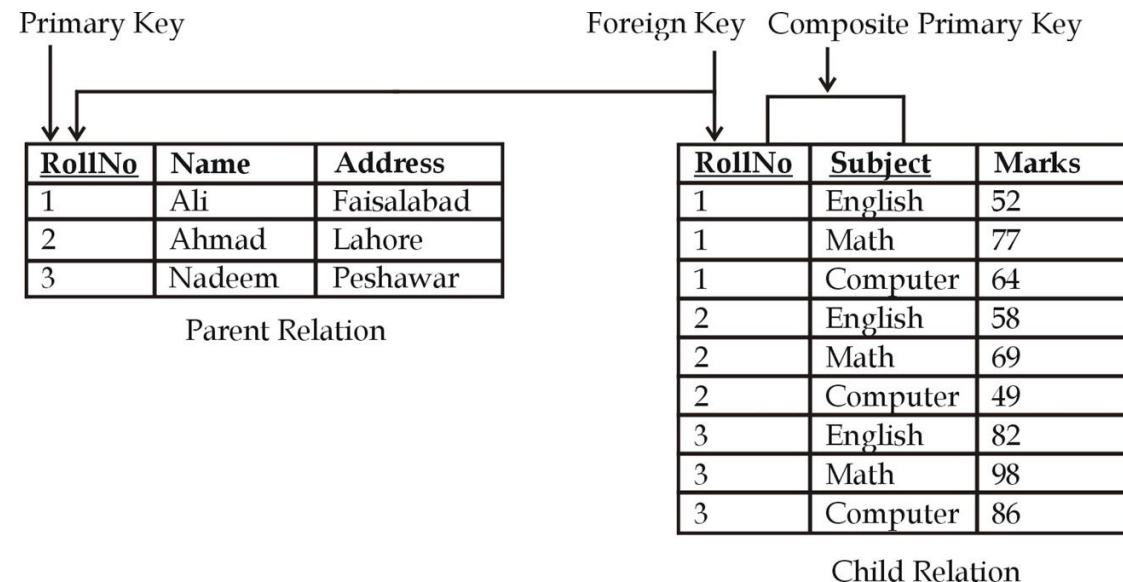 Primary Key
Foreign Key
Composite Primary Key
RollNo Name Address
1 Ali Faisalabad
2 Ahmad Lahore
3 Nadeem Peshawar
Parent Relation
RollNo Subject Marks
1 English 52
1 Math 77
1 Computer 64
2 English 58
2 Math 69
2 Computer 49
3 English 82
3 Math 98
3 Computer 86
Child Relation